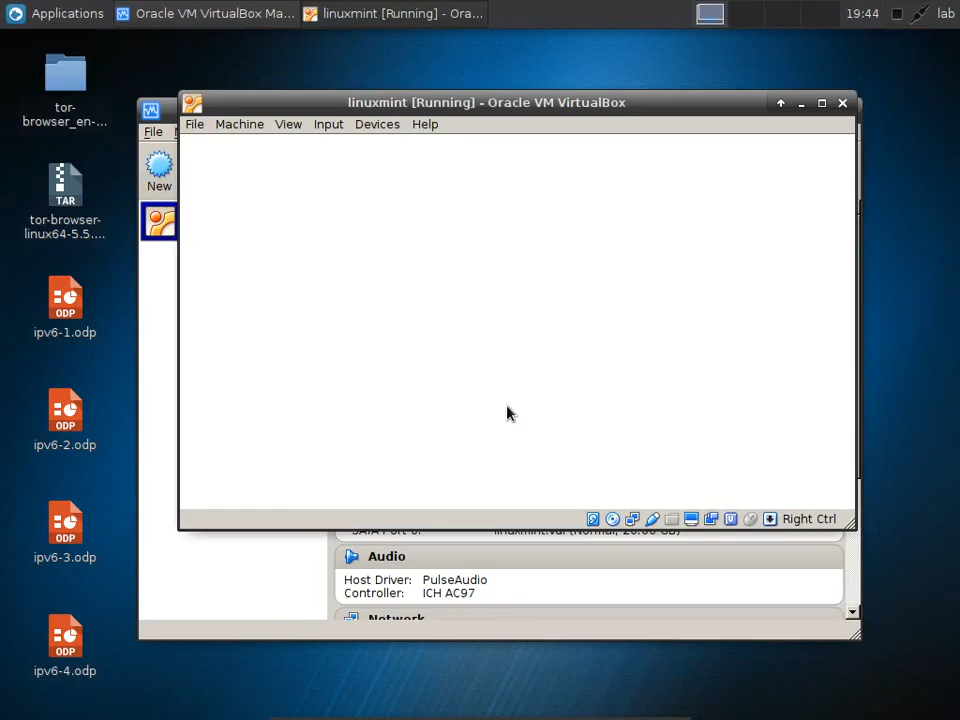 Applications
Oracle VM VirtualBox Ma...
linuxmint [Running] - Ora...
19:44
lab
tor-
browser_en-...
TAR
tor-browser-
linux64-5.5....
ODP
ipv6-1.odp
ODP
ipv6-2.odp
ODP
ipv6-3.odp
ODP
ipv6-4.odp
File
New
linuxmint [Running] - Oracle VM VirtualBox
File Machine View Input Devices Help
Right Ctrl
Audio
Host Driver: PulseAudio
Controller: ICH AC97
Network